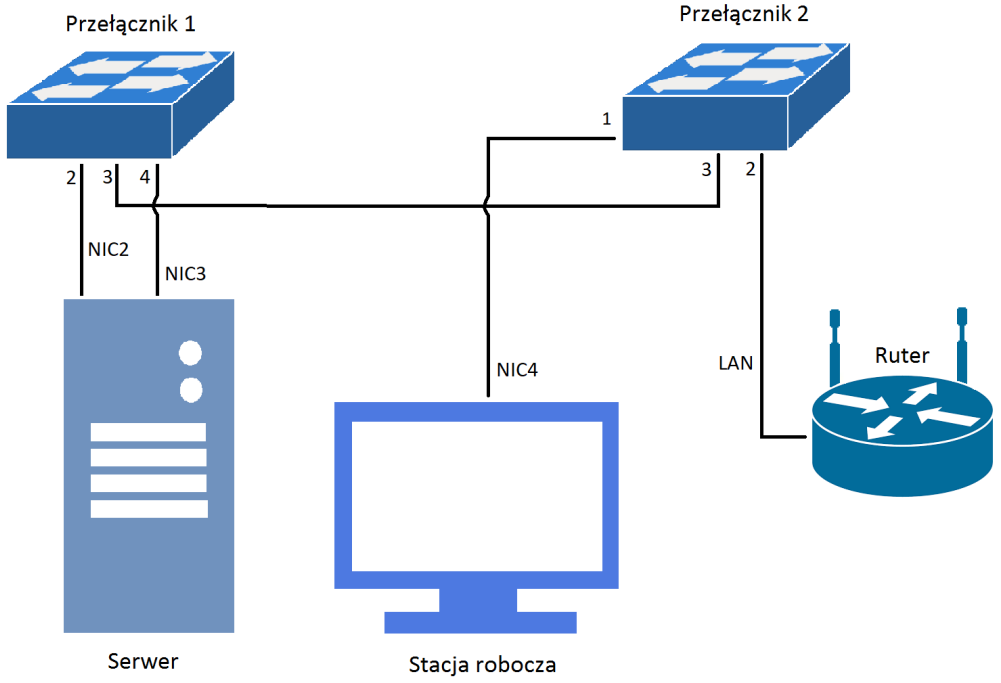 Przełącznik 1
Przełącznik 2
1
2
3
4
3
2
NIC2
NIC3
Ruter
LAN
NIC4
Serwer
Stacja robocza